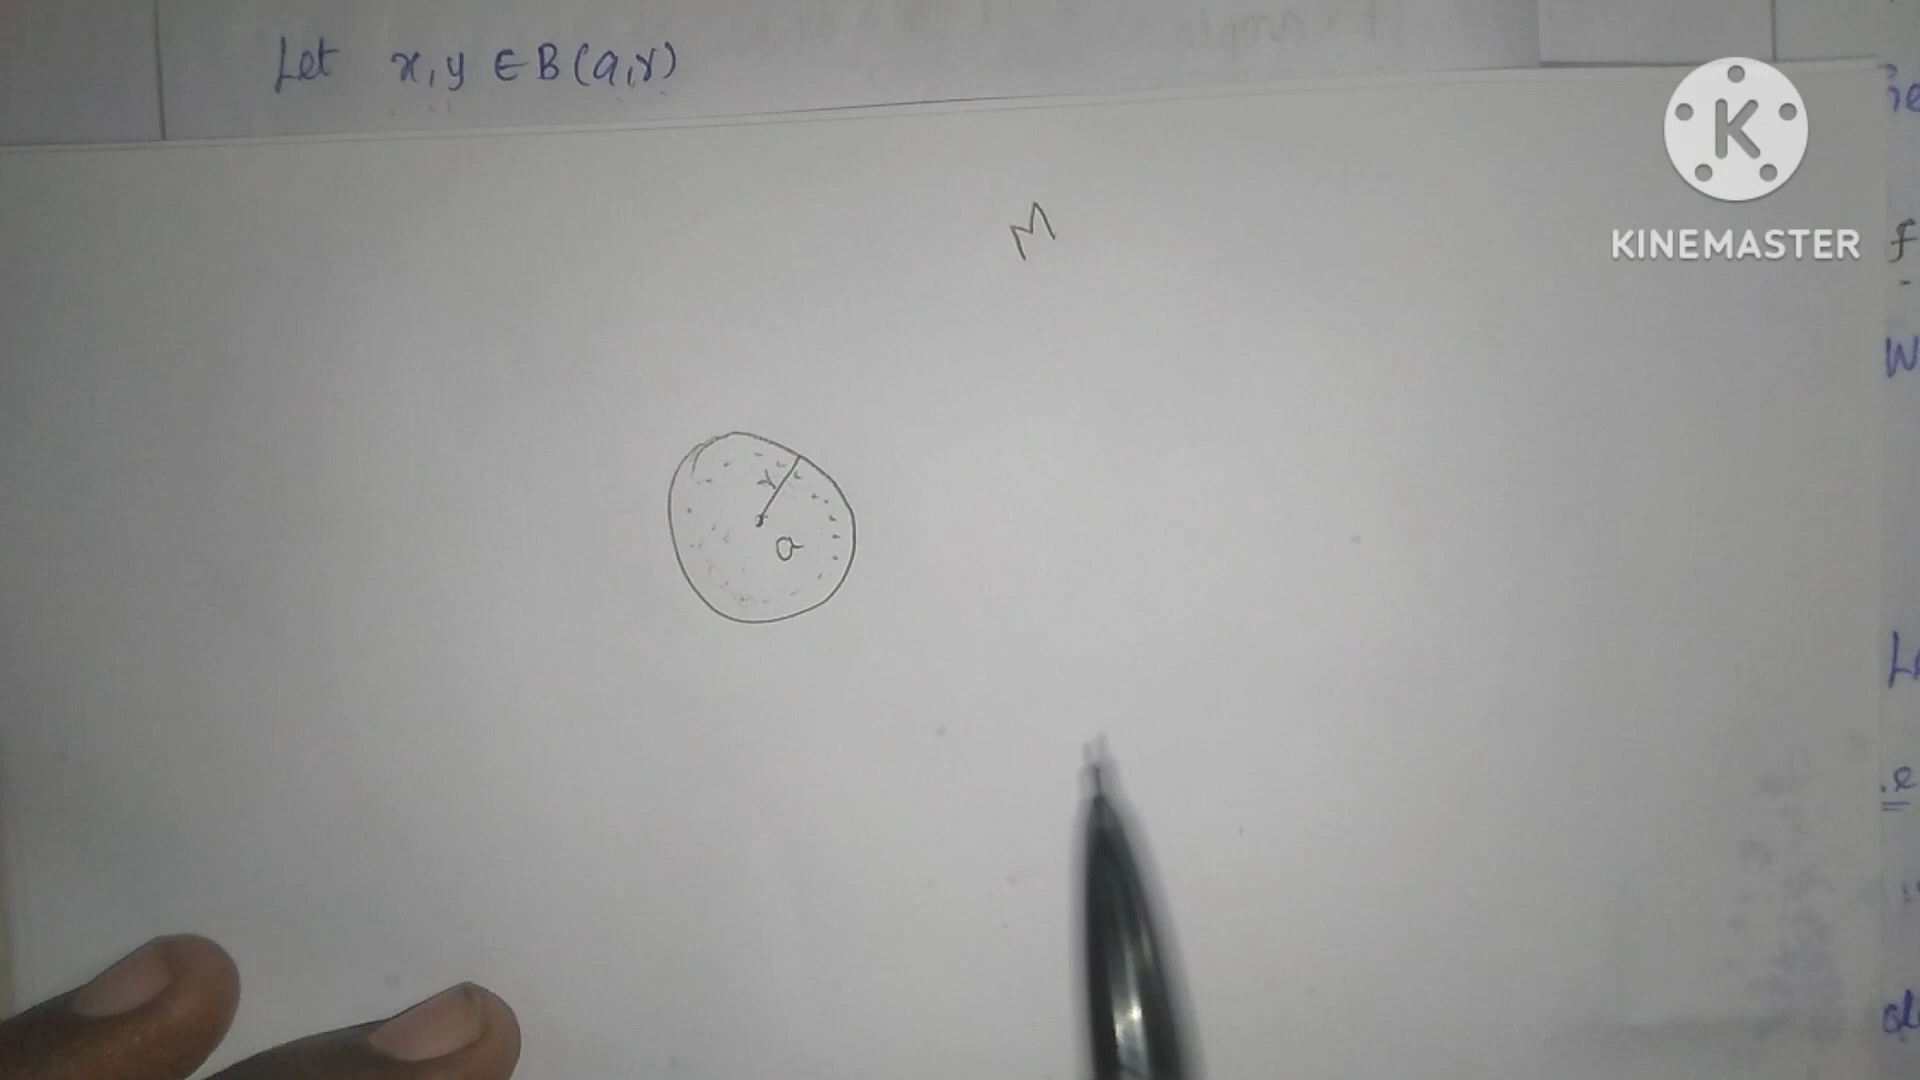 Let x, y ∈ B(a, r)
M
K
KINEMASTER
r
a
f
W